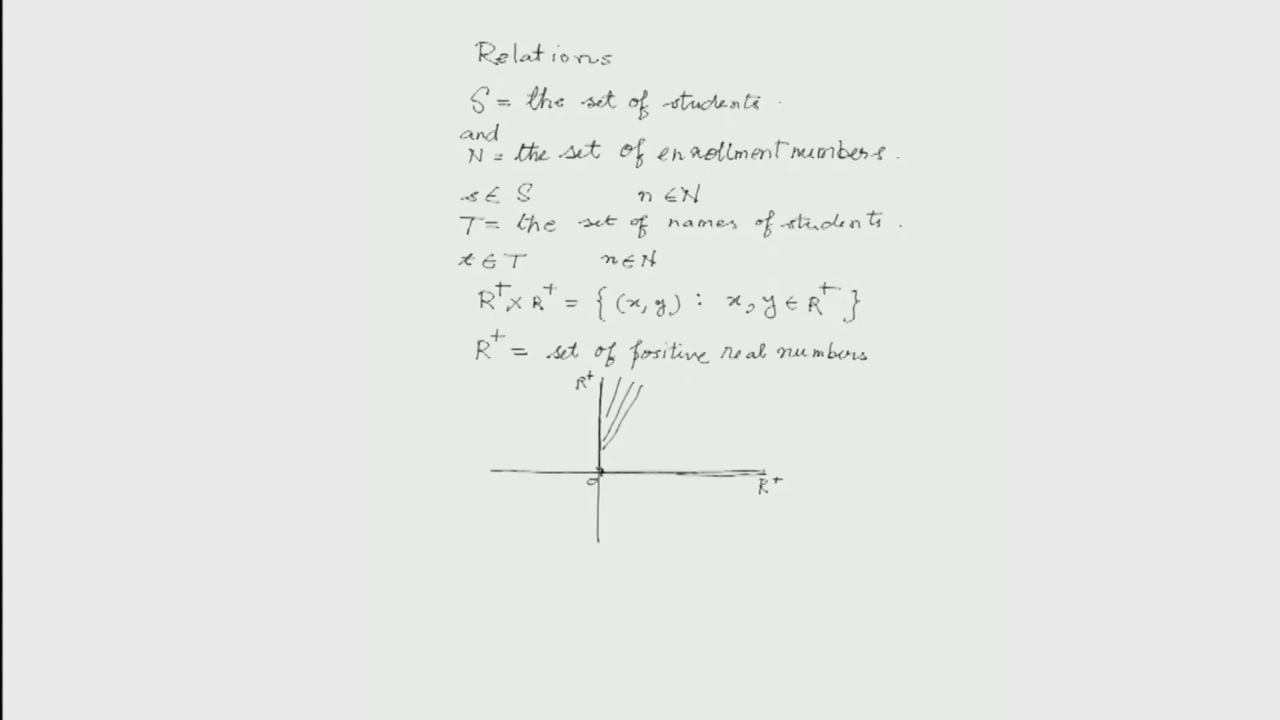 Relations
S = the set of students.
and
N = the set of enrollment numbers.
s ∈ S n ∈ N
T = the set of names of students.
t ∈ T n ∈ N
R⁺ × R⁺ = { (x, y) : x, y ∈ R⁺ }
R⁺ = set of positive real numbers
R⁺
O
R⁺